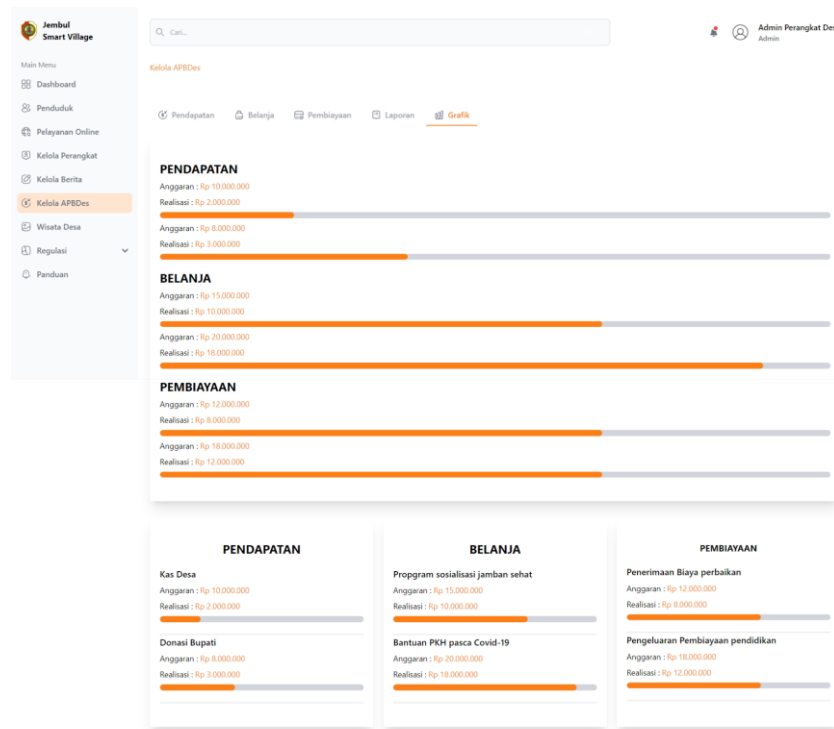 Jembul
Smart Village
Cari...
Admin Perangkat Des
Admin
Main Menu
Dashboard
Penduduk
Pelayanan Online
Kelola Perangkat
Kelola Berita
Kelola APBDes
Wisata Desa
Regulasi
Panduan
Kelola APBDes
Pendapatan Belanja Pembiayaan Laporan Grafik
PENDAPATAN
Anggaran : Rp 10.000.000
Realisasi : Rp 2.000.000
Anggaran : Rp 8.000.000
Realisasi : Rp 3.000.000
BELANJA
Anggaran : Rp 15.000.000
Realisasi : Rp 10.000.000
Anggaran : Rp 20.000.000
Realisasi : Rp 18.000.000
PEMBIAYAAN
Anggaran : Rp 12.000.000
Realisasi : Rp 8.000.000
Anggaran : Rp 18.000.000
Realisasi : Rp 12.000.000
PENDAPATAN
Kas Desa
Anggaran : Rp 10.000.000
Realisasi : Rp 2.000.000
Donasi Bupati
Anggaran : Rp 8.000.000
Realisasi : Rp 3.000.000
BELANJA
Propgram sosialisasi jamban sehat
Anggaran : Rp 15.000.000
Realisasi : Rp 10.000.000
Bantuan PKH pasca Covid-19
Anggaran : Rp 20.000.000
Realisasi : Rp 18.000.000
PEMBIAYAAN
Penerimaan Biaya perbaikan
Anggaran : Rp 12.000.000
Realisasi : Rp 8.000.000
Pengeluaran Pembiayaan pendidikan
Anggaran : Rp 18.000.000
Realisasi : Rp 12.000.000